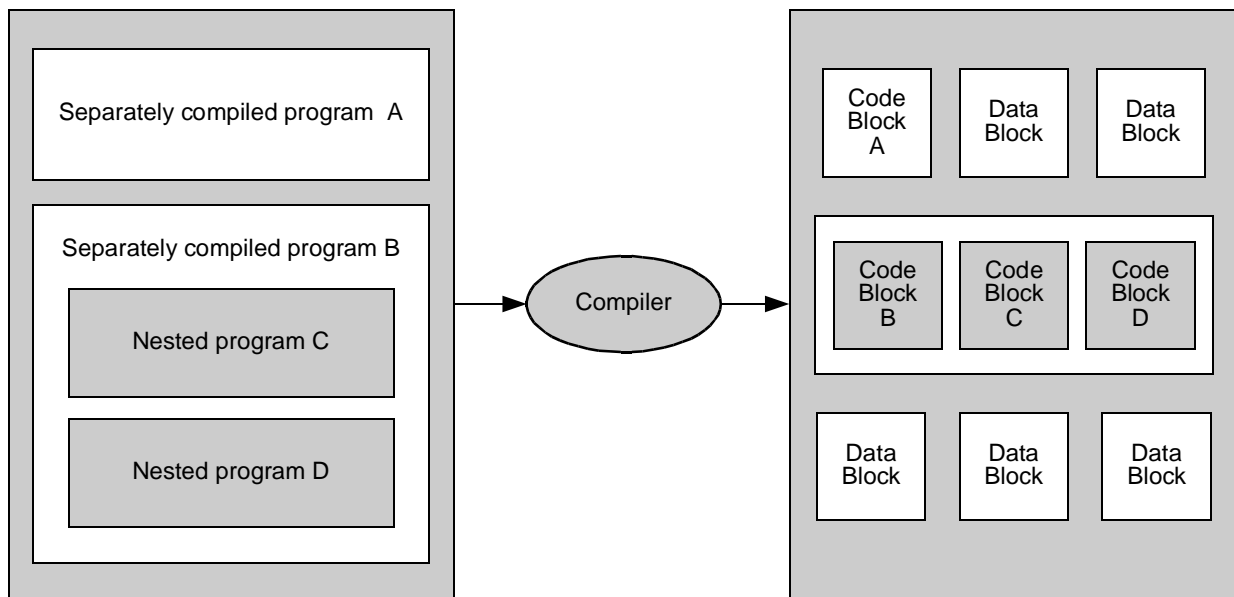 Separately compiled program A
Separately compiled program B
Nested program C
Nested program D
Compiler
Code
Block
A
Data
Block
Data
Block
Code
Block
B
Code
Block
C
Code
Block
D
Data
Block
Data
Block
Data
Block